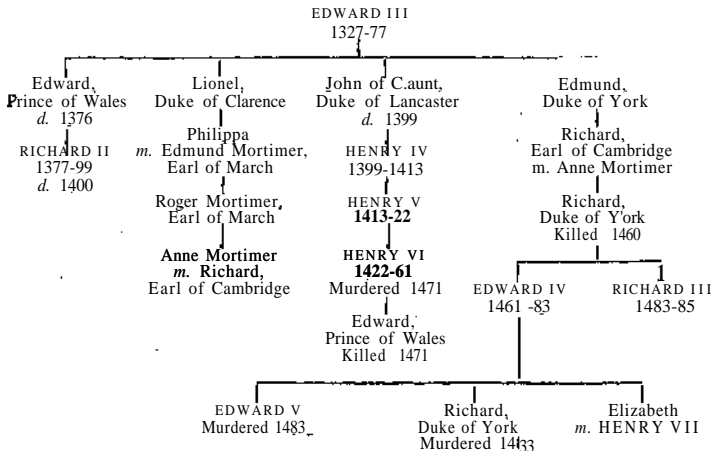 EDWARD III
1327-77
Edward,
Prince of Wales
d. 1376
RICHARD II
1377-99
d. 1400
Lionel,
Duke of Clarence
Philippa
m. Edmund Mortimer,
Earl of March
Roger Mortimer,
Earl of March
Anne Mortimer
m. Richard,
Earl of Cambridge
John of C.aunt,
Duke of Lancaster
d. 1399
HENRY IV
1399-1413
HENRY V
1413-22
HENRY VI
1422-61
Murdered 1471
Edward,
Prince of Wales
Killed 1471
Edmund,
Duke of York
Richard,
Earl of Cambridge
m. Anne Mortimer
Richard,
Duke of York
Killed 1460
EDWARD IV
1461 -83
1
RICHARD III
1483-85
EDWARD V
Murdered 1483
Richard,
Duke of York
Murdered
Elizabeth
m. HENRY VII